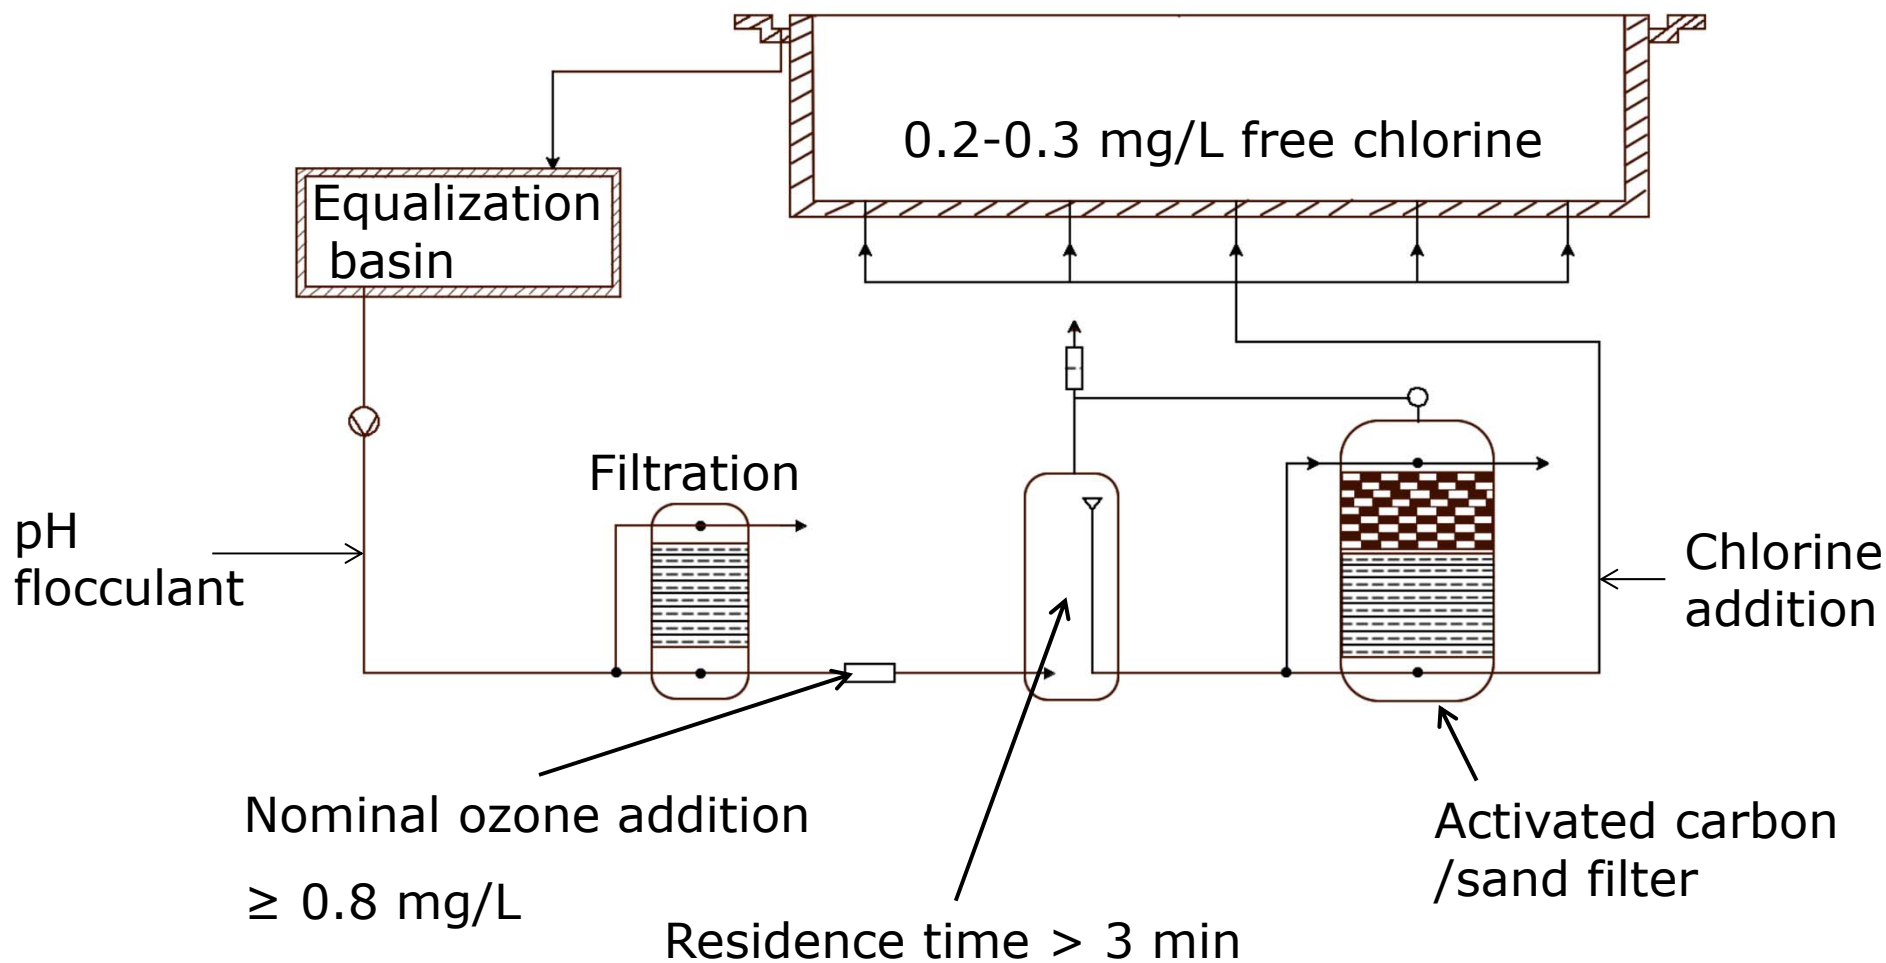 0.2-0.3 mg/L free chlorine
Equalization
basin
Filtration
pH
flocculant
Chlorine
addition
Nominal ozone addition
≥ 0.8 mg/L
Activated carbon
/sand filter
Residence time > 3 min